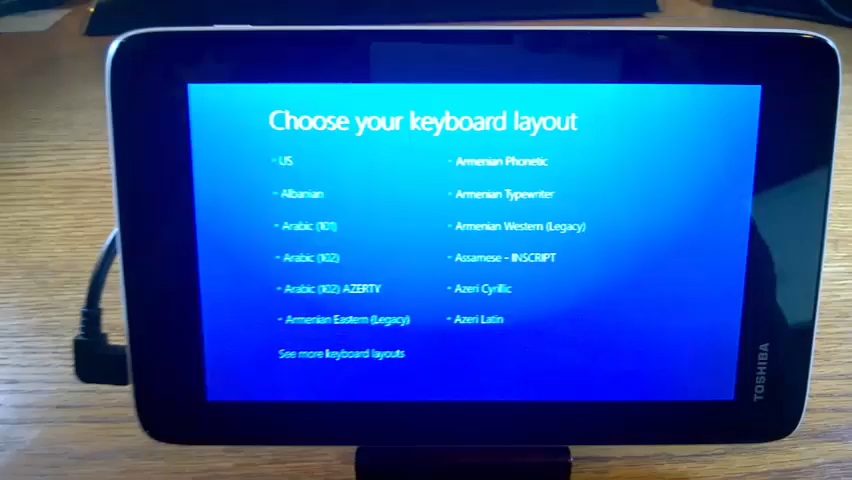 Choose your keyboard layout
US
Albanian
Arabic (101)
Arabic (102)
Arabic (102) AZERTY
Armenian Eastern (Legacy)
Armenian Phonetic
Armenian Typewriter
Armenian Western (Legacy)
Assamese - INSCRIPT
Azeri Cyrillic
Azeri Latin
See more keyboard layouts
TOSHIBA